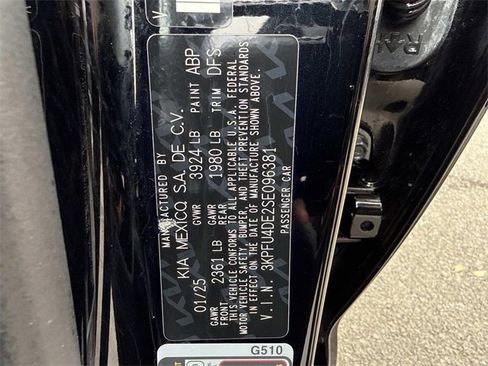 MANUFACTURED BY
KIA MEXICO, S.A. DE C.V.
01/25 GVWR 3924 LB PAINT ABP
GAWR FRONT 2361 LB GAWR REAR 1980 LB TRIM DFS
THIS VEHICLE CONFORMS TO ALL APPLICABLE U.S.A. FEDERAL
MOTOR VEHICLE SAFETY, BUMPER, AND THEFT PREVENTION
STANDARDS IN EFFECT ON THE DATE OF MANUFACTURE SHOWN ABOVE.
V.I.N. 3KPFU4DE2SE096381
PASSENGER CAR
G510